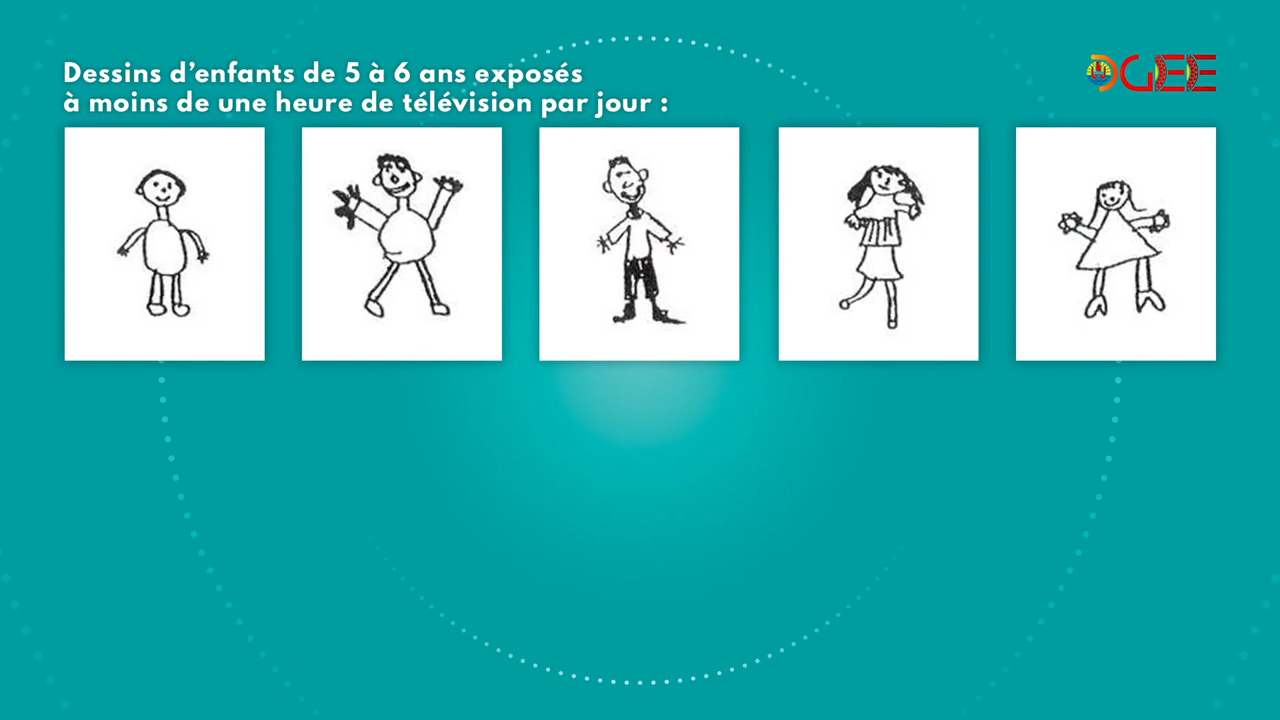 Dessins d'enfants de 5 à 6 ans exposés
à moins de une heure de télévision par jour :
DGEE